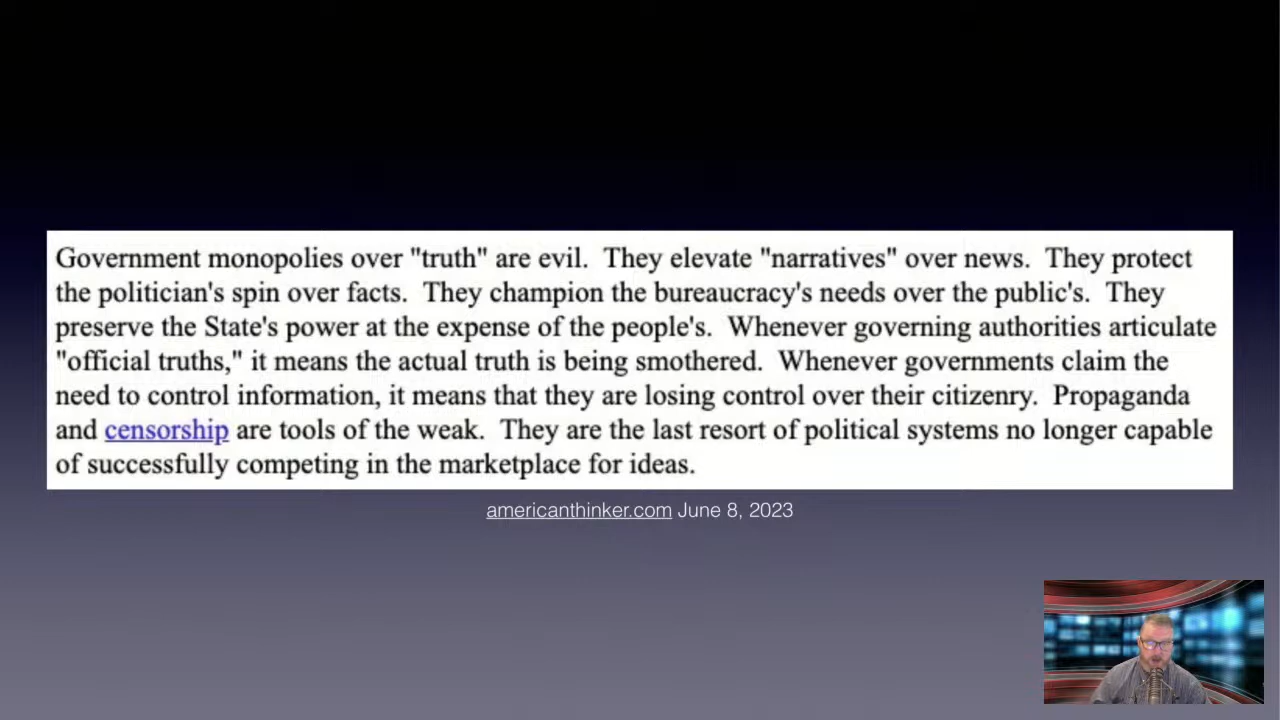 Government monopolies over "truth" are evil.  They elevate "narratives" over news.  They protect
the politician's spin over facts.  They champion the bureaucracy's needs over the public's.  They
preserve the State's power at the expense of the people's.  Whenever governing authorities articulate
"official truths," it means the actual truth is being smothered.  Whenever governments claim the
need to control information, it means that they are losing control over their citizenry.  Propaganda
and censorship are tools of the weak.  They are the last resort of political systems no longer capable
of successfully competing in the marketplace for ideas.
americanthinker.com June 8, 2023